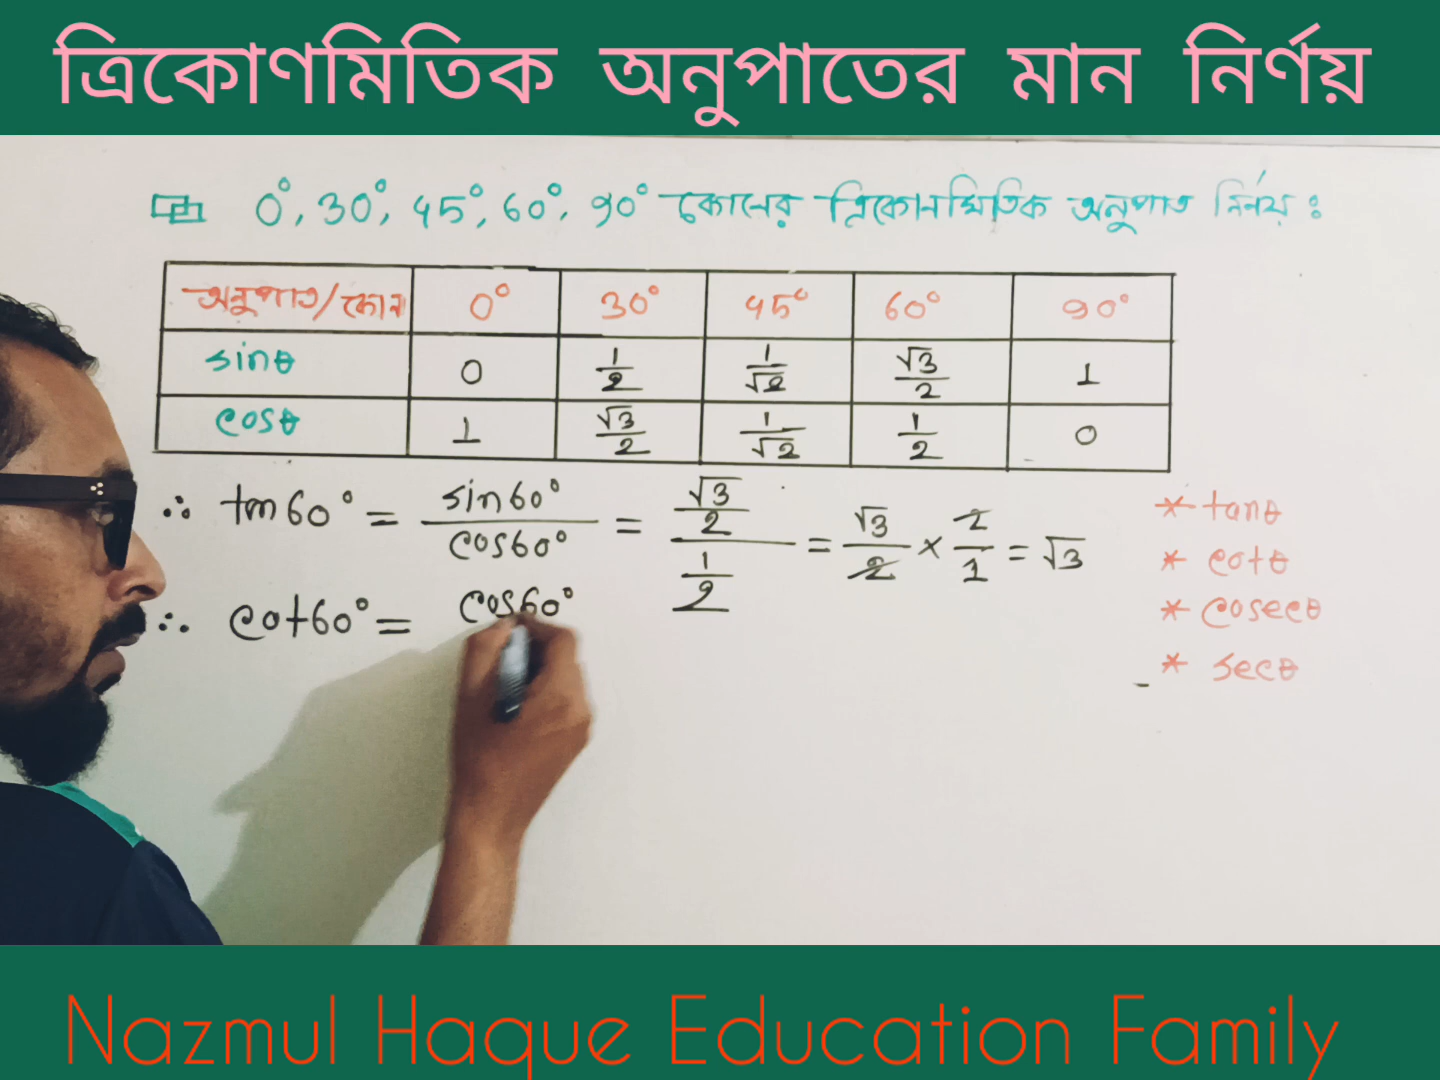 ত্রিকোণমিতিক অনুপাতের মান নির্ণয়
0°, 30°, 45°, 60°, 90° কোনের ত্রিকোনমিতিক অনুপাত নির্নয় :
অনুপাত/কোন 0° 30° 45° 60° 90°
sinθ 0 1/2 1/√2 √3/2 1
cosθ 1 √3/2 1/√2 1/2 0
∴ tan60° = sin60°/cos60° = (√3/2)/(1/2) = √3/2 × 2/1 = √3
∴ cot60° = cos60°
* tanθ
* cotθ
* cosecθ
* secθ
Nazmul Haque Education Family